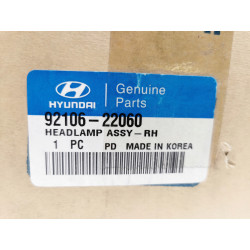 HYUNDAI
Genuine
Parts
92106-22060
HEADLAMP ASSY-RH
1 PC PD MADE IN KOREA